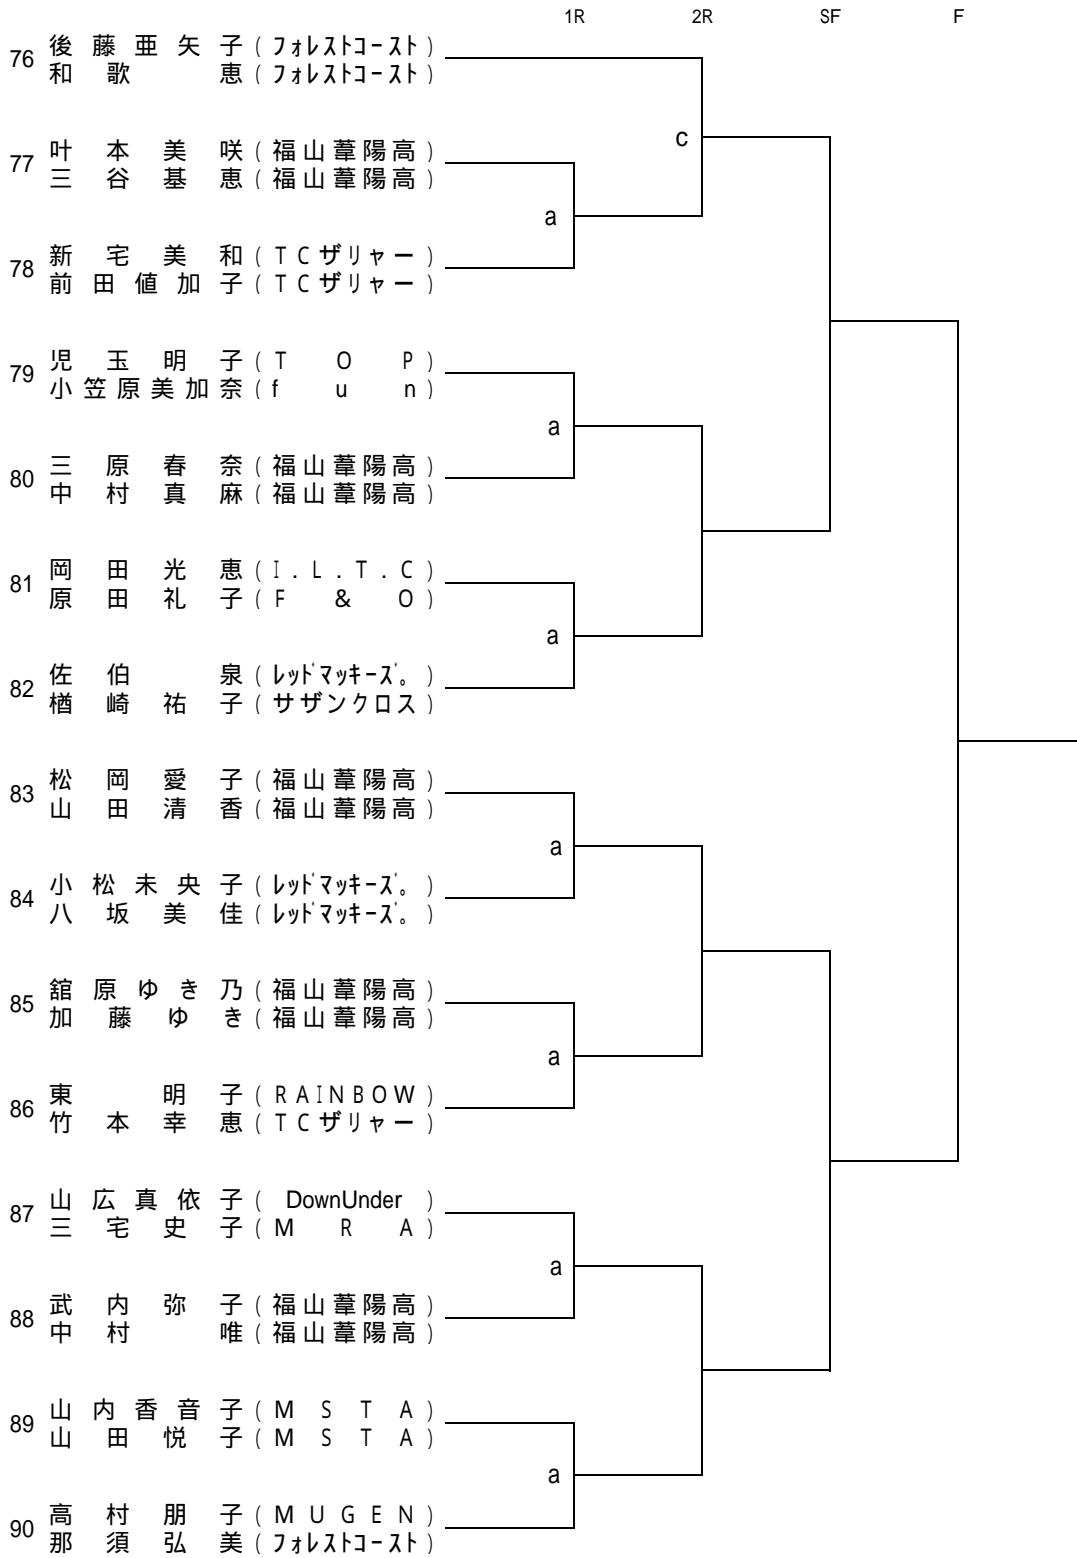 1R 2R SF F
76 後藤亜矢子(フォレストコースト)
和歌恵(フォレストコースト)
c
77 叶本美咲(福山葦陽高)
三谷基恵(福山葦陽高)
a
78 新宅美和(TCザリャー)
前田値加子(TCザリャー)
79 児玉明子(TOP)
小笠原美加奈(fun)
a
80 三原春奈(福山葦陽高)
中村真麻(福山葦陽高)
81 岡田光恵(I.L.T.C)
原田礼子(F&O)
a
82 佐伯泉(レッドマッキーズ。)
楢崎祐子(サザンクロス)
83 松岡愛子(福山葦陽高)
山田清香(福山葦陽高)
a
84 小松未央子(レッドマッキーズ。)
八坂美佳(レッドマッキーズ。)
85 舘原ゆき乃(福山葦陽高)
加藤ゆき(福山葦陽高)
a
86 東明子(RAINBOW)
竹本幸恵(TCザリャー)
87 山広真依子(DownUnder)
三宅史子(MRA)
a
88 武内弥子(福山葦陽高)
中村唯(福山葦陽高)
89 山内香音子(MSTA)
山田悦子(MSTA)
a
90 高村朋子(MUGEN)
那須弘美(フォレストコースト)